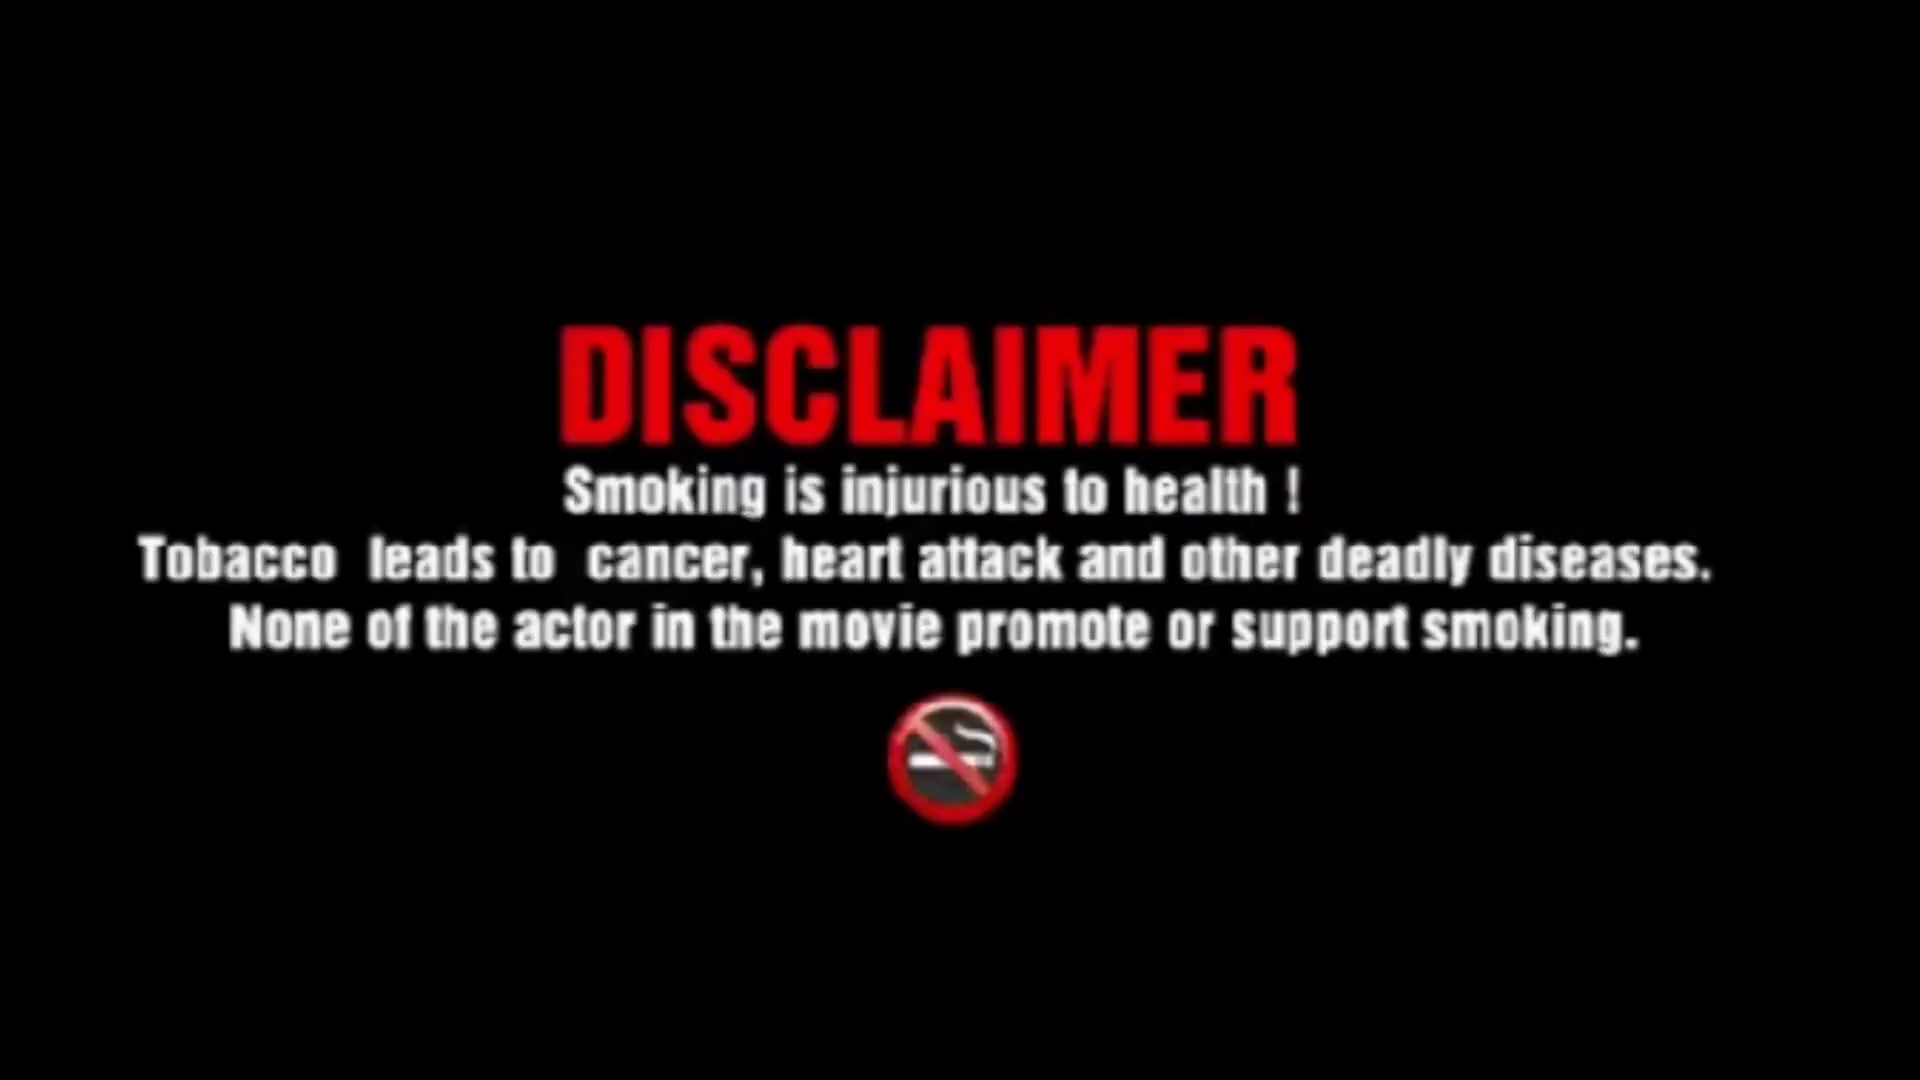 DISCLAIMER
Smoking is injurious to health !
Tobacco leads to cancer, heart attack and other deadly diseases.
None of the actor in the movie promote or support smoking.